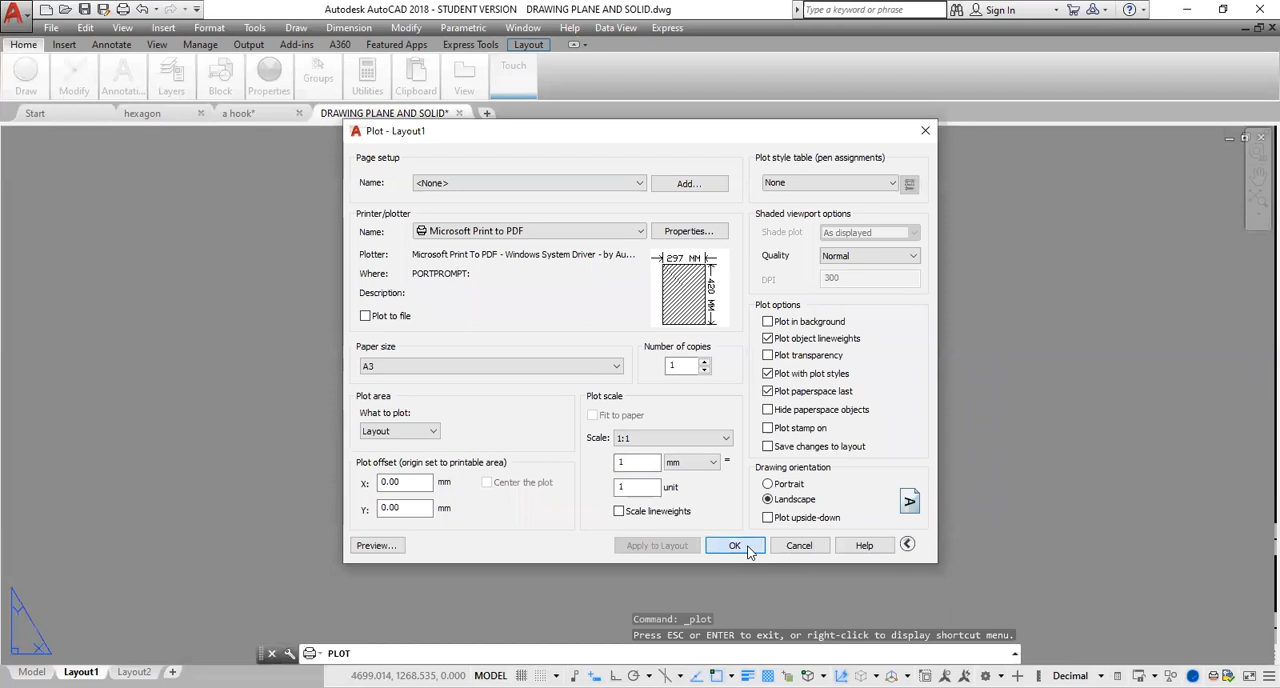 Autodesk AutoCAD 2018 - STUDENT VERSION DRAWING PLANE AND SOLID.dwg
Type a keyword or phrase
Sign In
File Edit View Insert Format Tools Draw Dimension Modify Parametric Window Help Data View Express
Home Insert Annotate View Manage Output Add-ins A360 Featured Apps Express Tools Layout
Draw Modify Annotati... Layers Block Properties Groups Utilities Clipboard View Touch
Start hexagon a hook* DRAWING PLANE AND SOLID*
Plot - Layout1
Page setup
Name: <None> Add...
Plot style table (pen assignments)
None
Printer/plotter
Name: Microsoft Print to PDF Properties...
Plotter: Microsoft Print To PDF - Windows System Driver - by Au...
Where: PORTPROMPT:
Description:
Plot to file
297 MM
420 MM
Shaded viewport options
Shade plot As displayed
Quality Normal
DPI 300
Paper size
A3
Number of copies
1
Plot area
What to plot:
Layout
Plot offset (origin set to printable area)
X: 0.00 mm Center the plot
Y: 0.00 mm
Plot scale
Fit to paper
Scale: 1:1
1 mm =
1 unit
Scale lineweights
Plot options
Plot in background
Plot object lineweights
Plot transparency
Plot with plot styles
Plot paperspace last
Hide paperspace objects
Plot stamp on
Save changes to layout
Drawing orientation
Portrait
Landscape
Plot upside-down
A
Preview... Apply to Layout OK Cancel Help
Command: _plot
Press ESC or ENTER to exit, or right-click to display shortcut menu.
PLOT
Y
X
Model Layout1 Layout2
4699.014, 1268.535, 0.000 MODEL Decimal